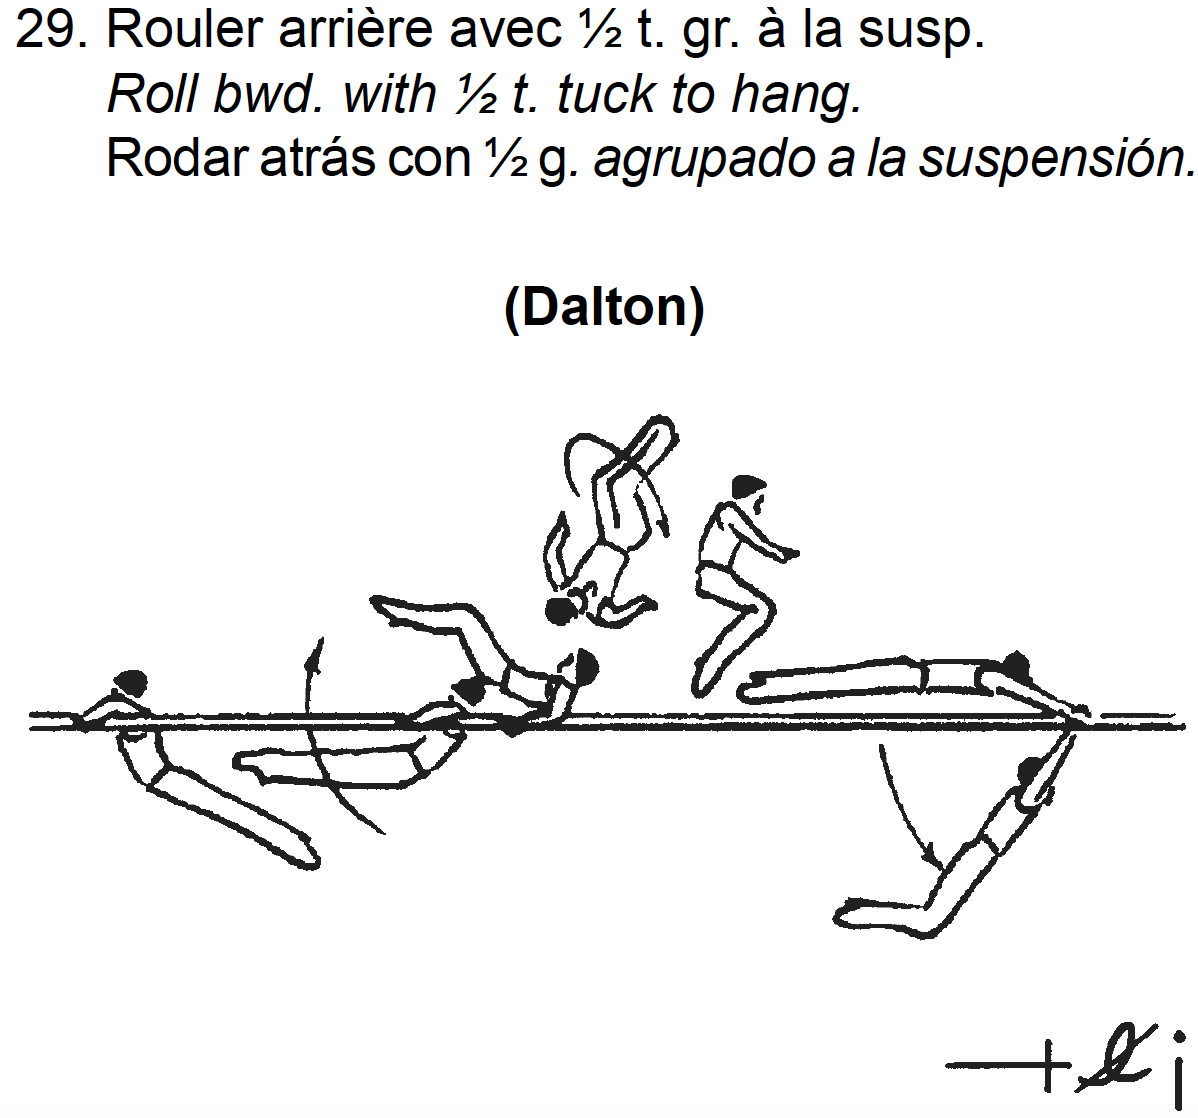 29. Rouler arrière avec ½ t. gr. à la susp.
Roll bwd. with ½ t. tuck to hang.
Rodar atrás con ½ g. agrupado a la suspensión.
(Dalton)